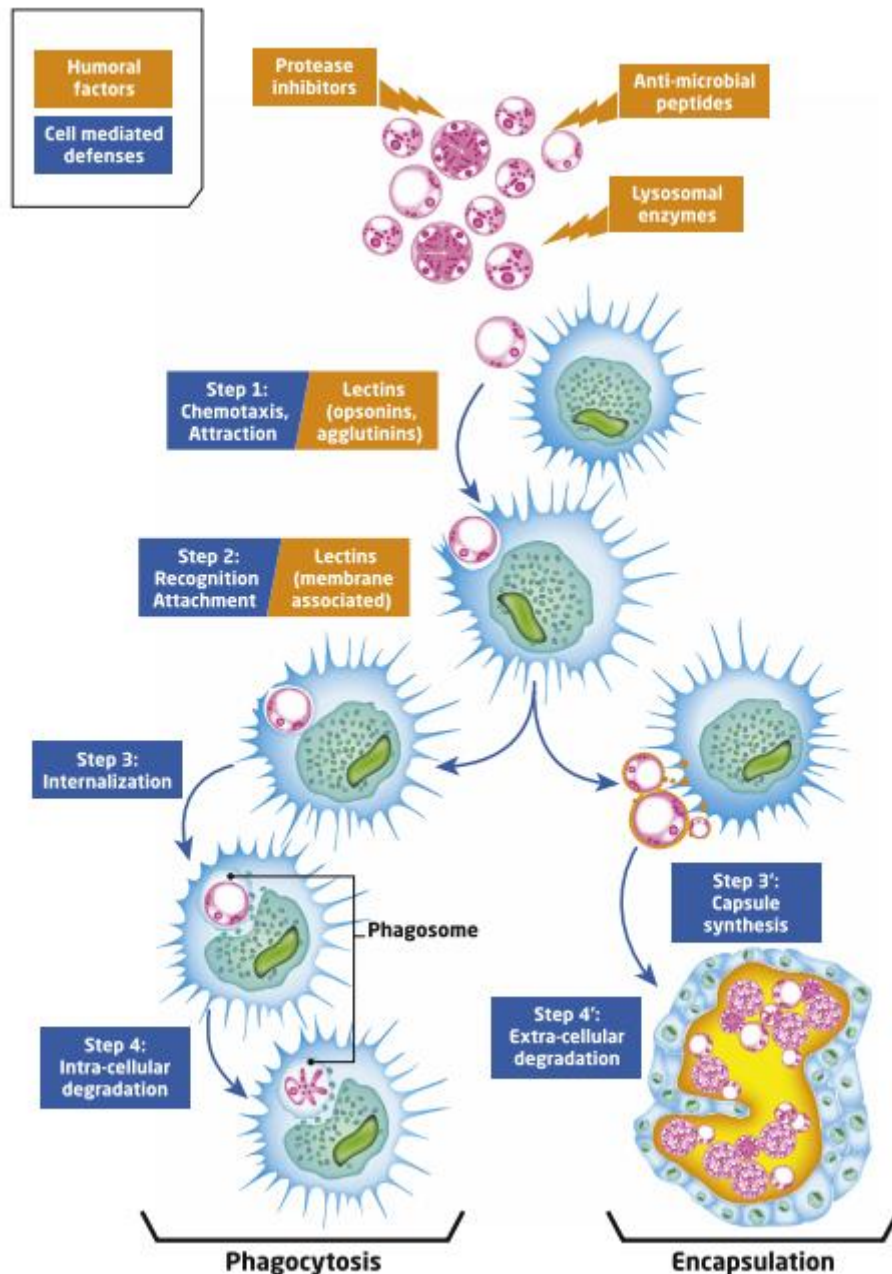 Humoral
factors
Cell mediated
defenses
Protease
inhibitors
Anti-microbial
peptides
Lysosomal
enzymes
Step 1:
Chemotaxis,
Attraction
Lectins
(opsonins,
agglutinins)
Step 2:
Recognition
Attachment
Lectins
(membrane
associated)
Step 3:
Internalization
Phagosome
Step 3':
Capsule
synthesis
Step 4:
Intra-cellular
degradation
Step 4':
Extra-cellular
degradation
Phagocytosis
Encapsulation